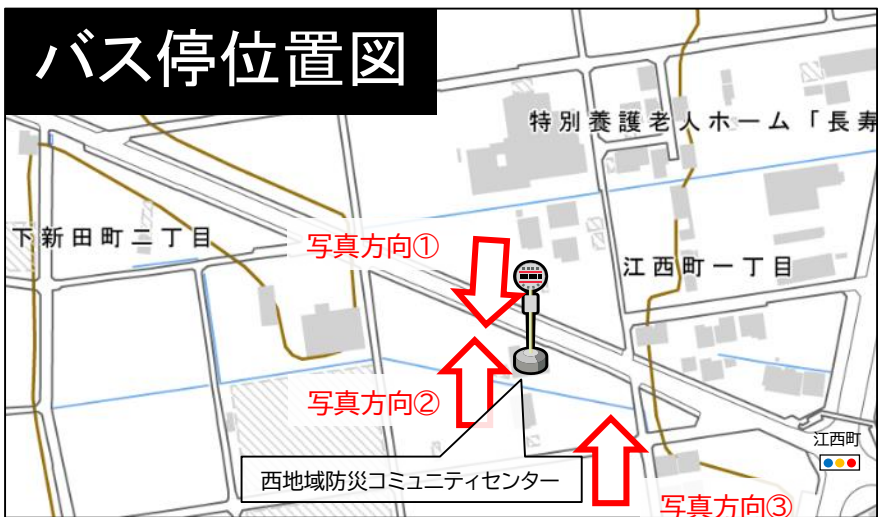 バス停位置図
特別養護老人ホーム「長寿
写真方向①
下新田町二丁目
江西町一丁目
写真方向②
江西町
西地域防災コミュニティセンター
写真方向③